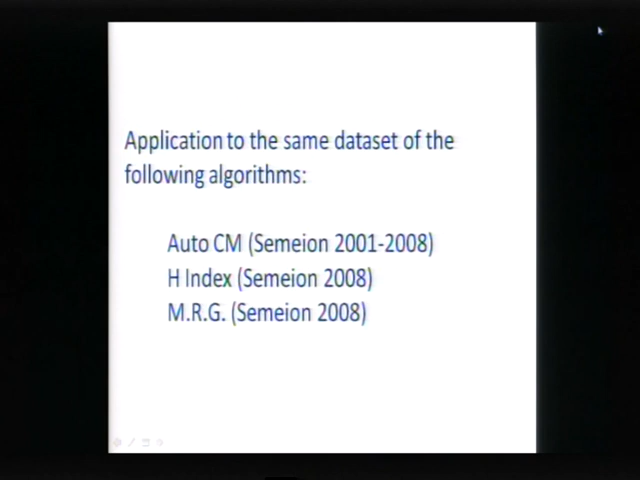 Application to the same dataset of the
following algorithms:
Auto CM (Semeion 2001-2008)
H Index (Semeion 2008)
M.R.G. (Semeion 2008)